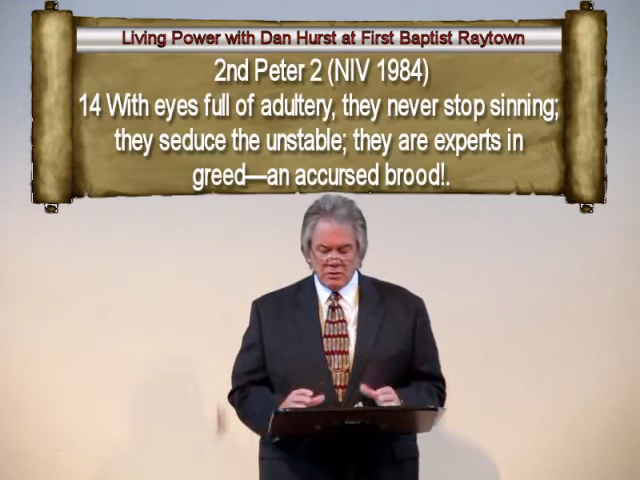 Living Power with Dan Hurst at First Baptist Raytown
2nd Peter 2 (NIV 1984)
14 With eyes full of adultery, they never stop sinning;
they seduce the unstable; they are experts in
greed—an accursed brood!.